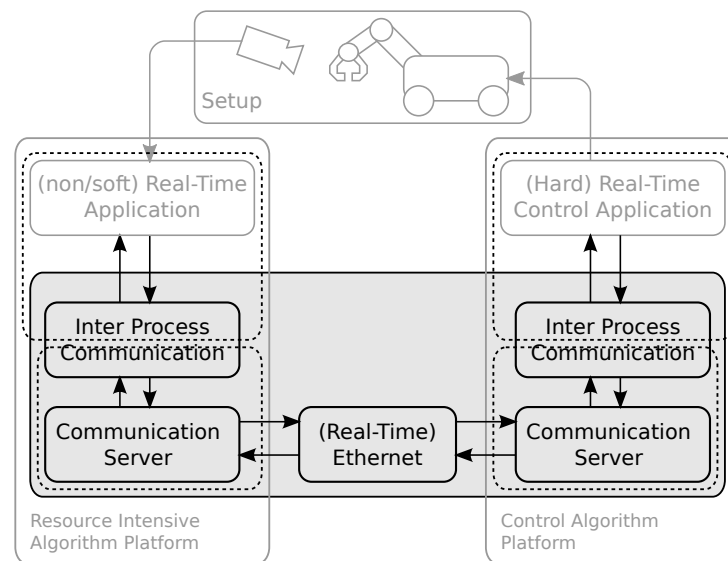 Setup
(non/soft) Real-Time
Application
(Hard) Real-Time
Control Application
Inter Process
Communication
Inter Process
Communication
Communication
Server
(Real-Time)
Ethernet
Communication
Server
Resource Intensive
Algorithm Platform
Control Algorithm
Platform